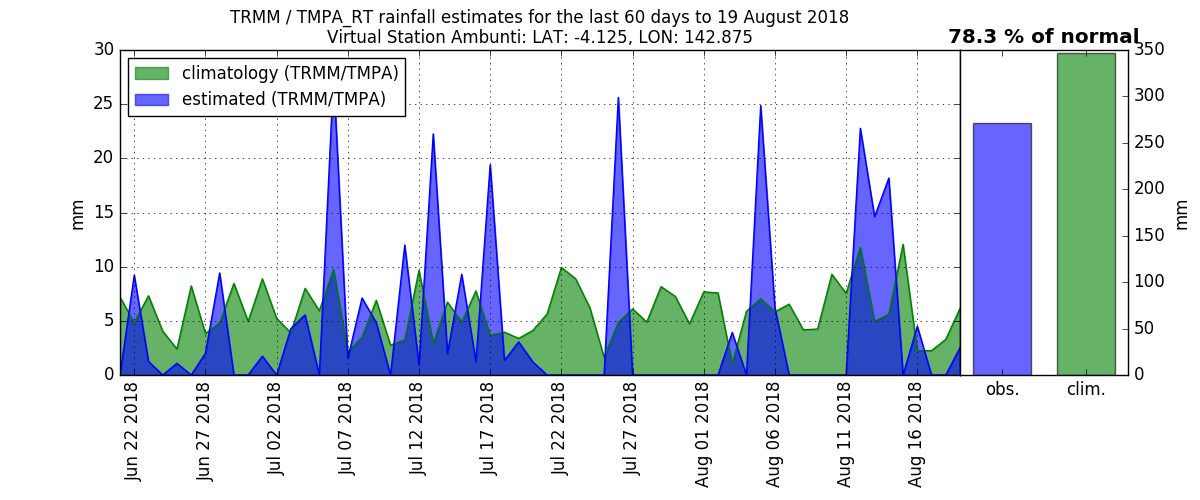 TRMM / TMPA_RT rainfall estimates for the last 60 days to 19 August 2018
Virtual Station Ambunti: LAT: -4.125, LON: 142.875
78.3 % of normal
climatology (TRMM/TMPA)
estimated (TRMM/TMPA)
30
25
20
15
10
5
0
mm
Jun 22 2018
Jun 27 2018
Jul 02 2018
Jul 07 2018
Jul 12 2018
Jul 17 2018
Jul 22 2018
Jul 27 2018
Aug 01 2018
Aug 06 2018
Aug 11 2018
Aug 16 2018
obs.
clim.
350
300
250
200
150
100
50
0
mm